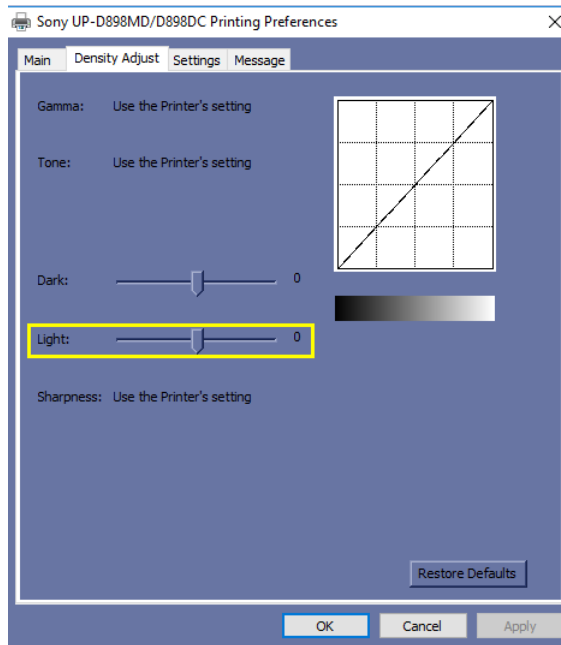 Sony UP-D898MD/D898DC Printing Preferences
Main Density Adjust Settings Message
Gamma: Use the Printer's setting
Tone: Use the Printer's setting
Dark: 0
Light: 0
Sharpness: Use the Printer's setting
Restore Defaults
OK Cancel Apply